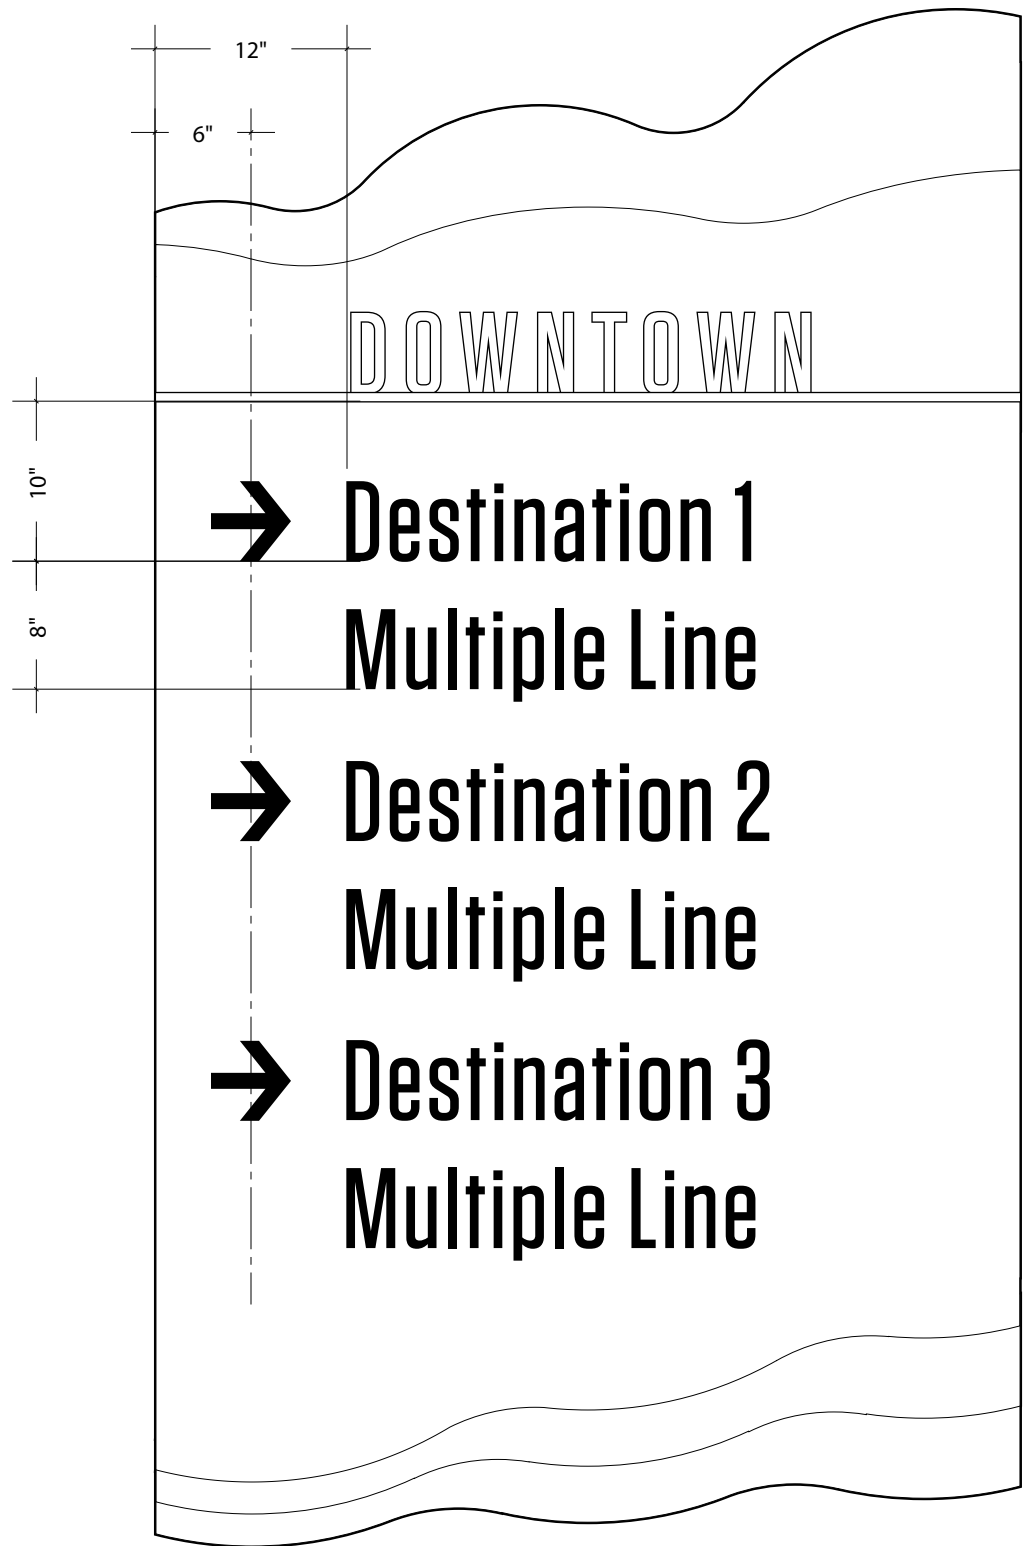 12"
6"
DOWNTOWN
10"
Destination 1
8"
Multiple Line
Destination 2
Multiple Line
Destination 3
Multiple Line